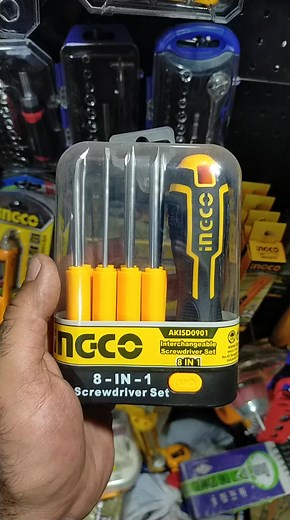 INGCO
INGCO
INGCO
INGCO
AKISD0901
Interchangeable
Screwdriver Set
8 IN 1
8-IN-1
Screwdriver Set